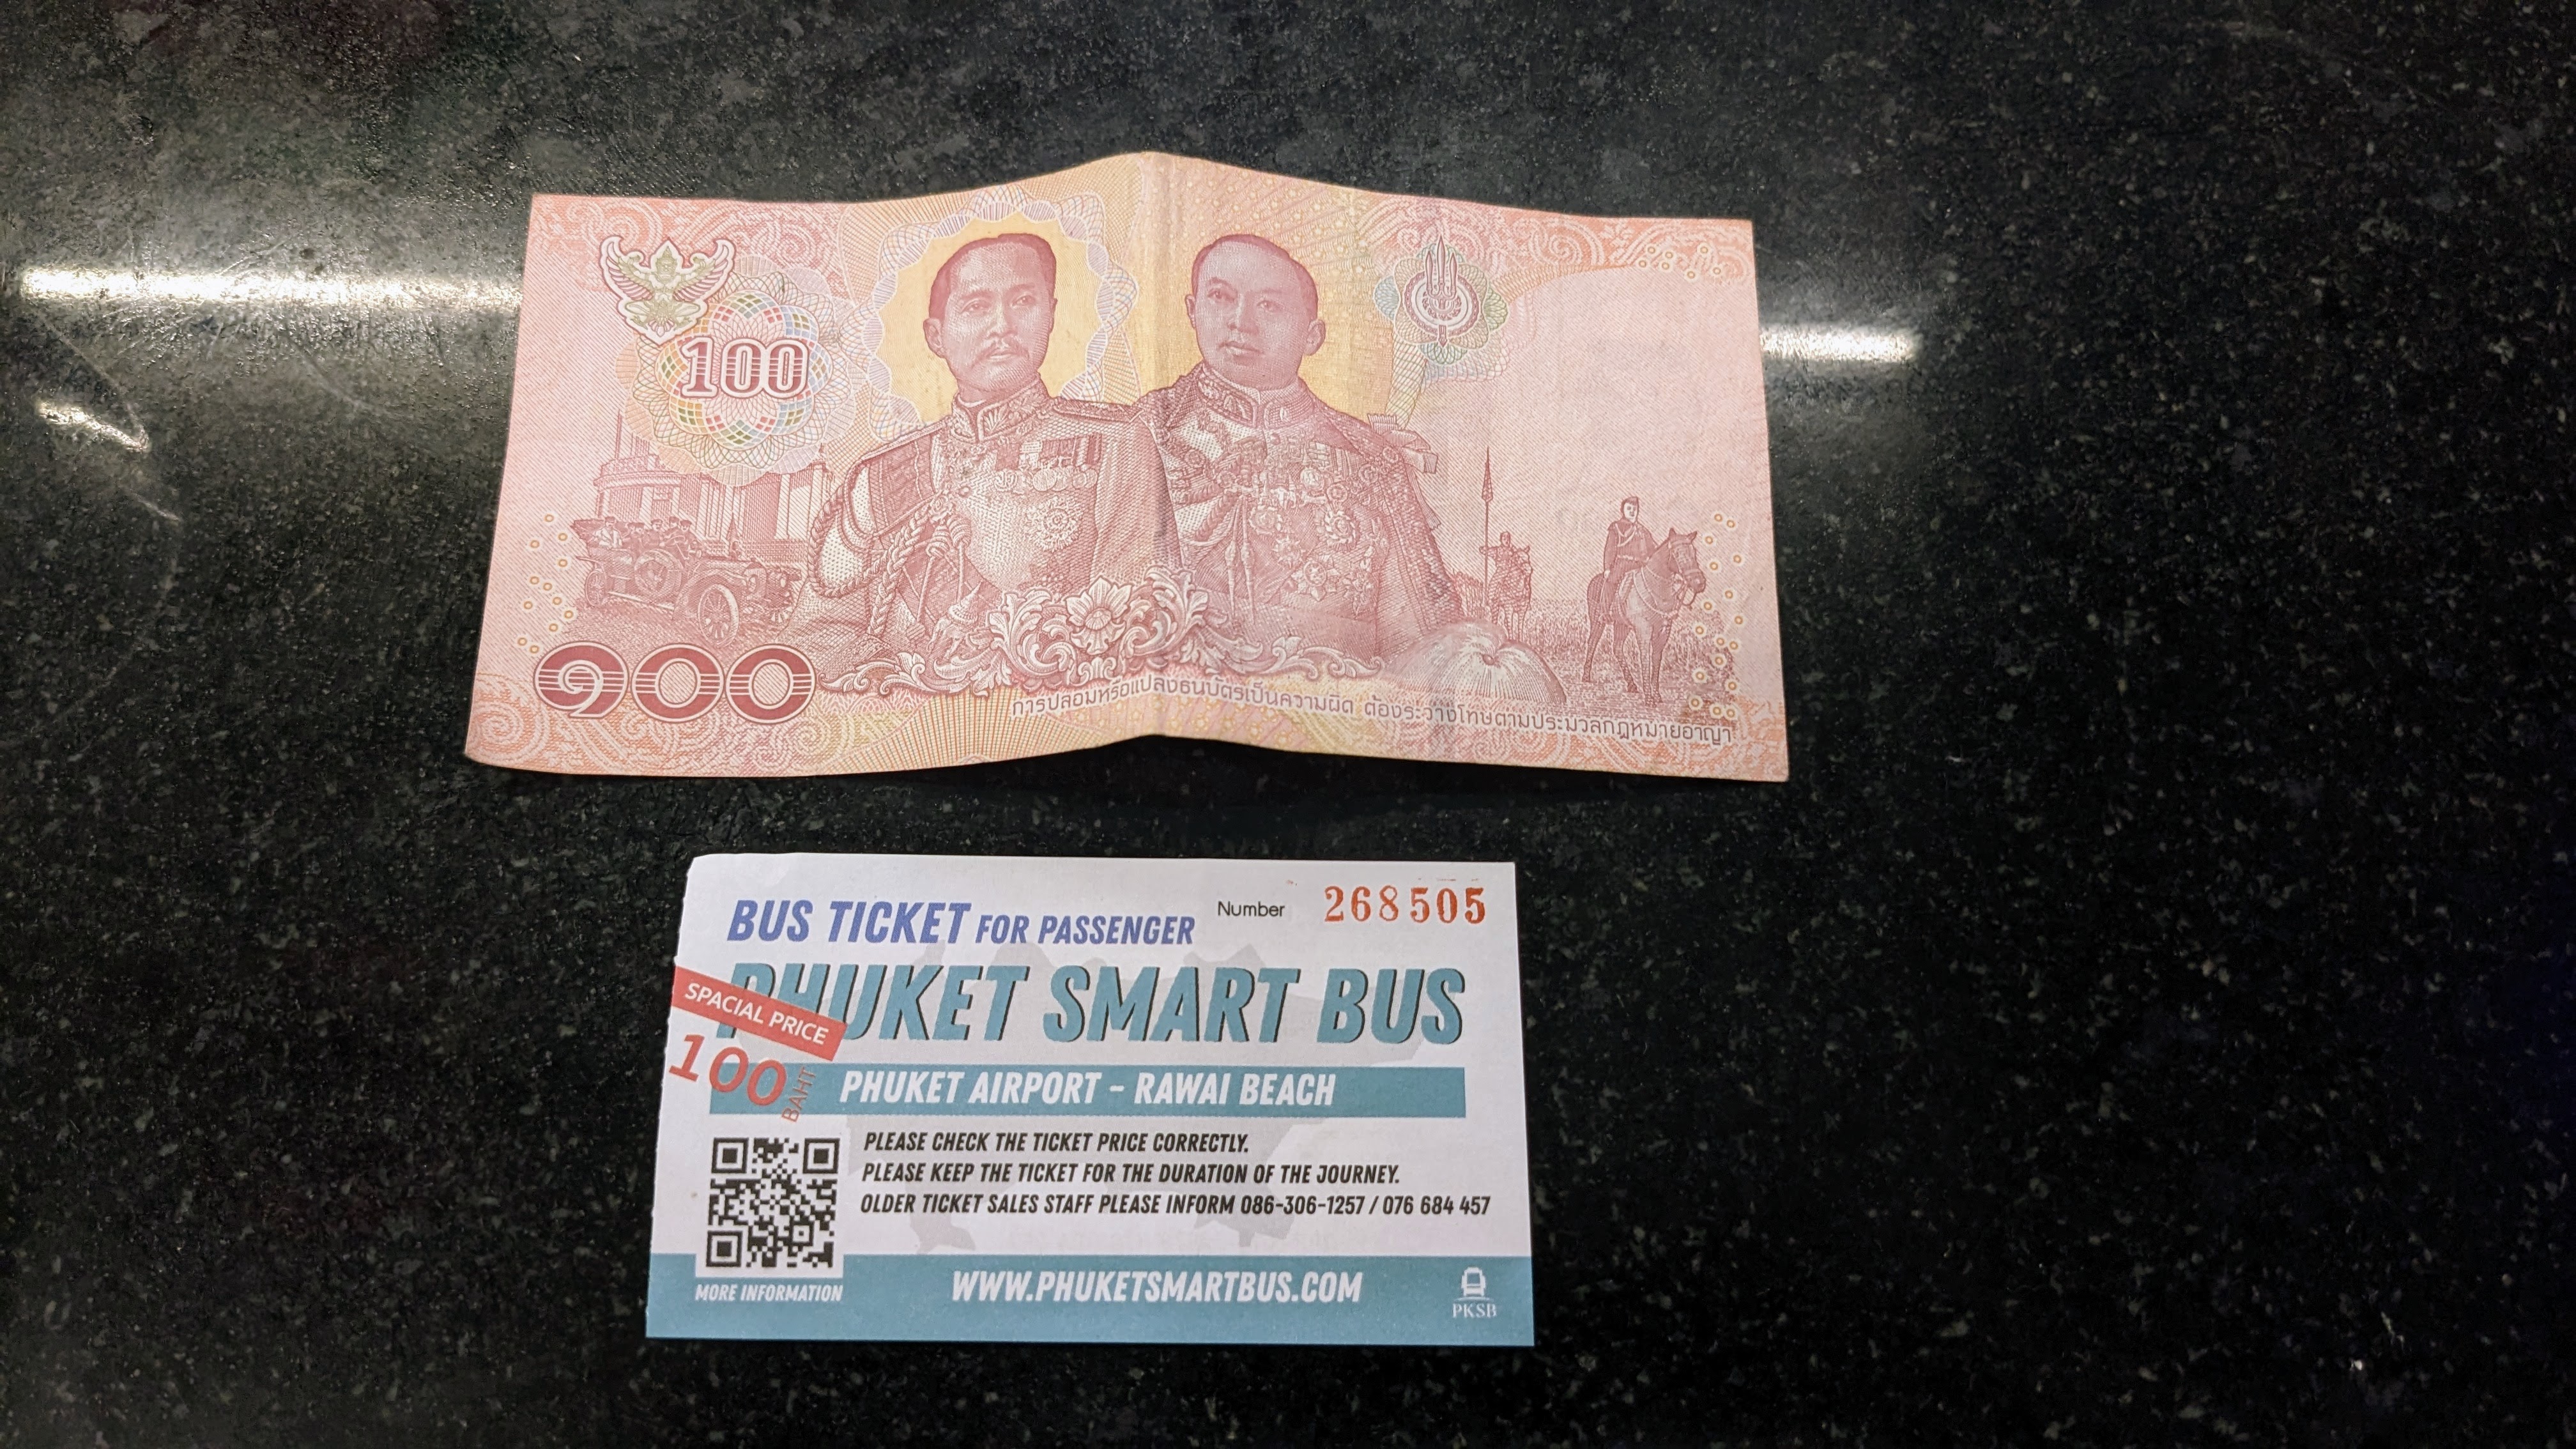 100
๑๐๐
การปลอมหรือแปลงธนบัตรเป็นความผิด ต้องระวางโทษตามประมวลกฎหมายอาญา
BUS TICKET FOR PASSENGER Number 268505
PHUKET SMART BUS
SPACIAL PRICE
100 BAHT
PHUKET AIRPORT - RAWAI BEACH
PLEASE CHECK THE TICKET PRICE CORRECTLY.
PLEASE KEEP THE TICKET FOR THE DURATION OF THE JOURNEY.
OLDER TICKET SALES STAFF PLEASE INFORM 086-306-1257 / 076 684 457
MORE INFORMATION
WWW.PHUKETSMARTBUS.COM
PKSB